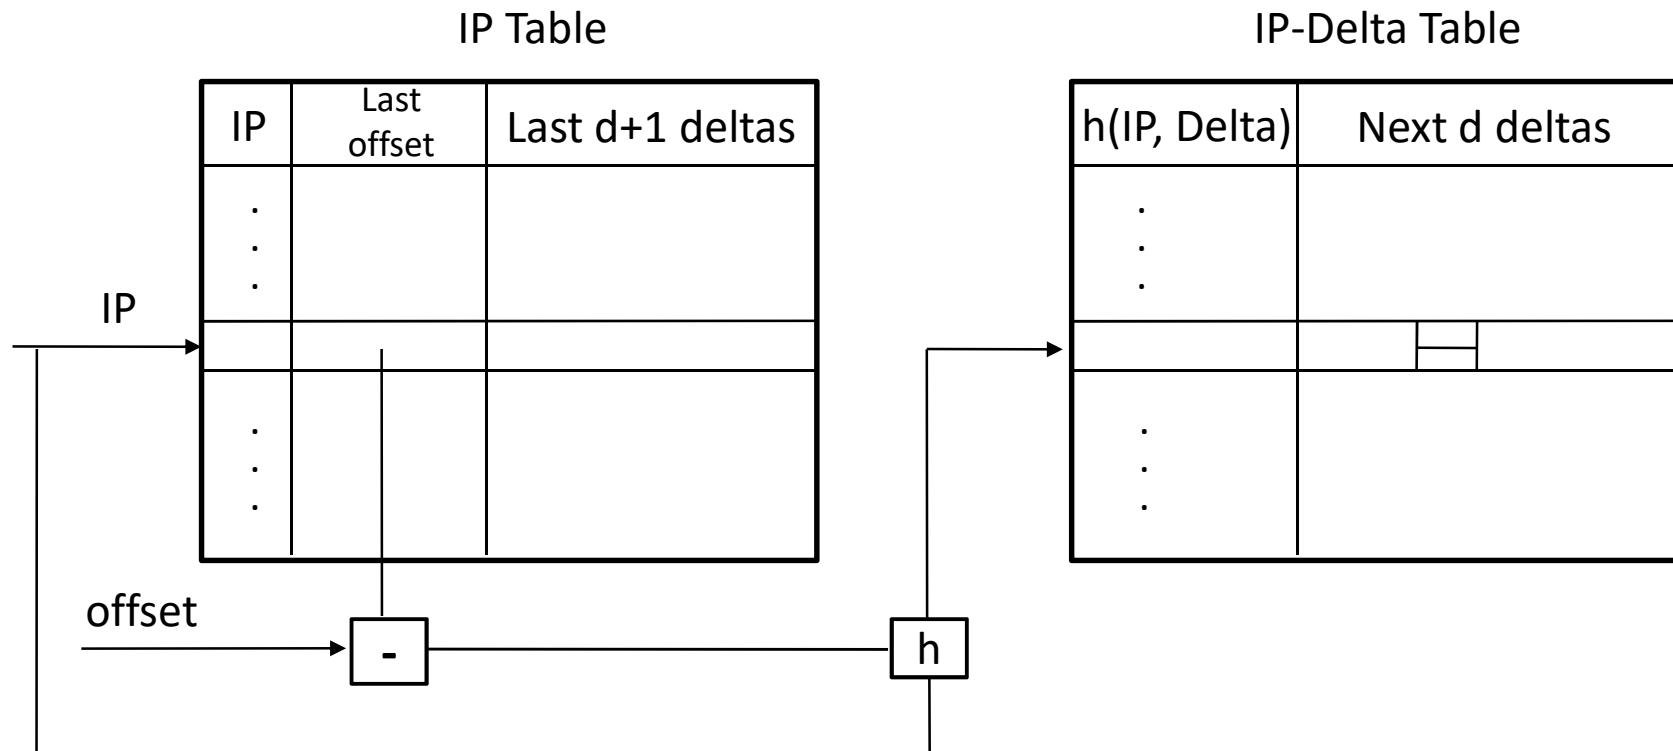 IP Table
IP-Delta Table
IP
Last
offset
Last d+1 deltas
h(IP, Delta)
Next d deltas
.
.
.
.
.
.
IP
.
.
.
.
.
.
offset
-
h